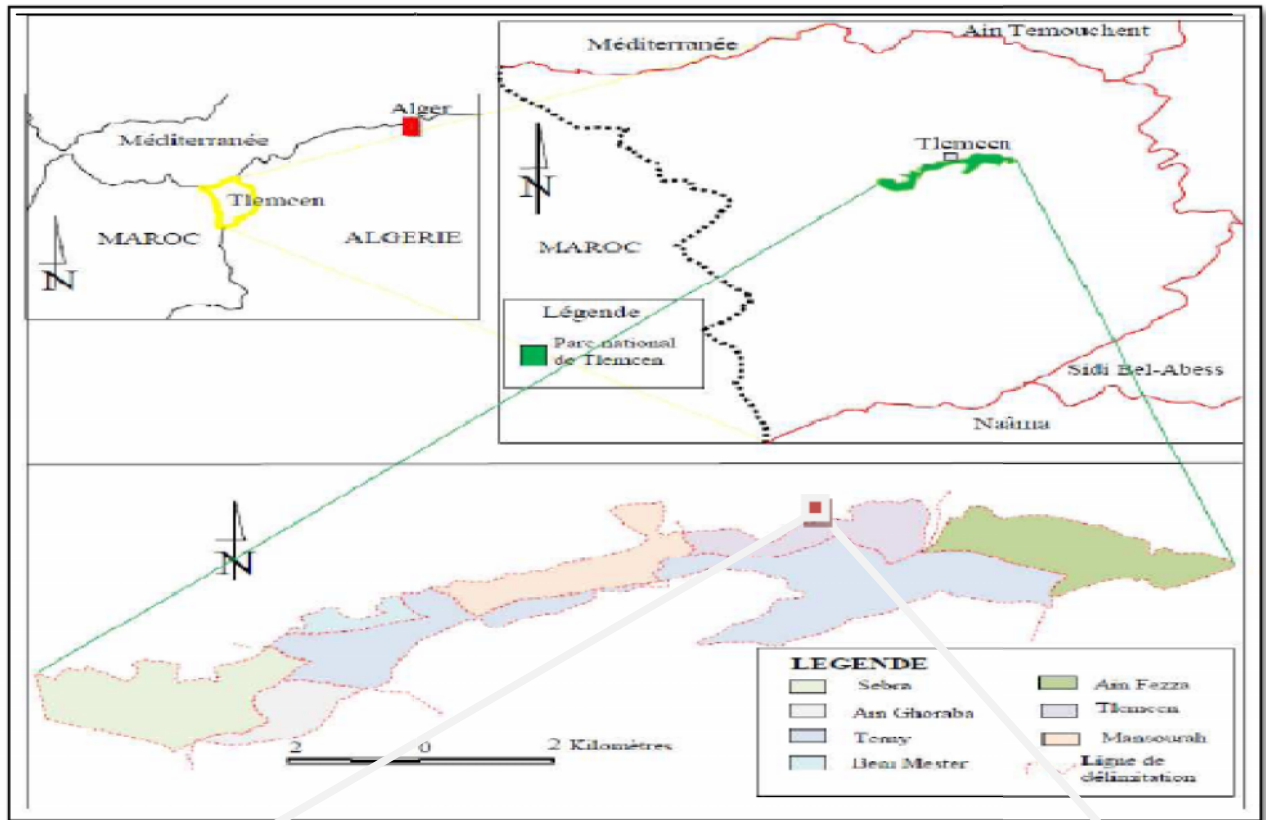 Méditerranée
Alger
Tlemcen
MAROC
ALGERIE
N
Méditerranée
Ain Temouchent
Tlemcen
N
MAROC
Légende
Parc national
de Tlemcen
Sidi Bel-Abess
Naâma
N
2 0 2 Kilomètres
LEGENDE
Sebra
Ain Ghoraba
Terny
Beni Mester
Ain Fezza
Tlemcen
Mansourah
Ligne de
délimitation